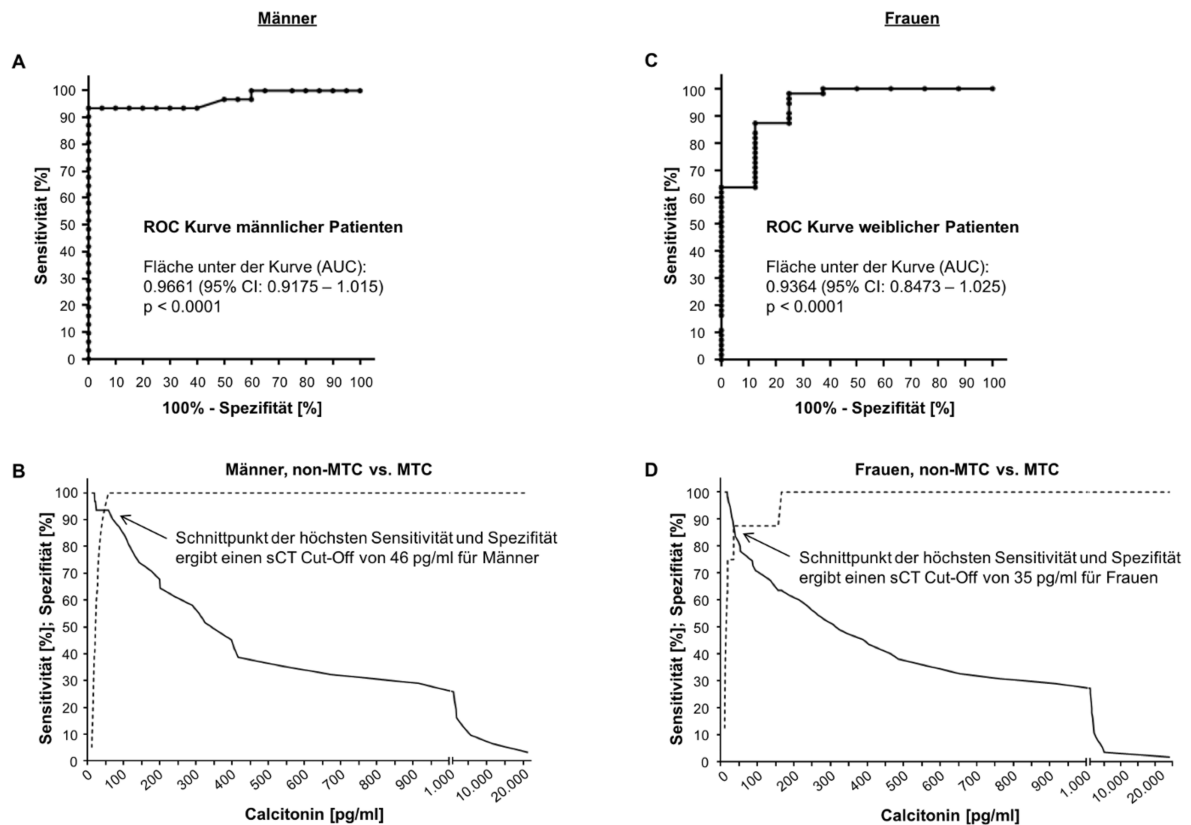 Männer
Frauen
A
100
90
80
70
60
50
40
30
20
10
0
Sensitivität [%]
ROC Kurve männlicher Patienten
Fläche unter der Kurve (AUC):
0.9661 (95% CI: 0.9175 – 1.015)
p < 0.0001
0 10 20 30 40 50 60 70 80 90 100
100% - Spezifität [%]
C
100
90
80
70
60
50
40
30
20
10
0
Sensitivität [%]
ROC Kurve weiblicher Patienten
Fläche unter der Kurve (AUC):
0.9364 (95% CI: 0.8473 – 1.025)
p < 0.0001
0 10 20 30 40 50 60 70 80 90 100
100% - Spezifität [%]
B
Männer, non-MTC vs. MTC
100
90
80
70
60
50
40
30
20
10
0
Sensitivität [%]; Spezifität [%]
Schnittpunkt der höchsten Sensitivität und Spezifität
ergibt einen sCT Cut-Off von 46 pg/ml für Männer
0 100 200 300 400 500 600 700 800 900 1.000 10.000 20.000
Calcitonin [pg/ml]
D
Frauen, non-MTC vs. MTC
100
90
80
70
60
50
40
30
20
10
0
Sensitivität [%]; Spezifität [%]
Schnittpunkt der höchsten Sensitivität und Spezifität
ergibt einen sCT Cut-Off von 35 pg/ml für Frauen
0 100 200 300 400 500 600 700 800 900 1.000 10.000 20.000
Calcitonin [pg/ml]